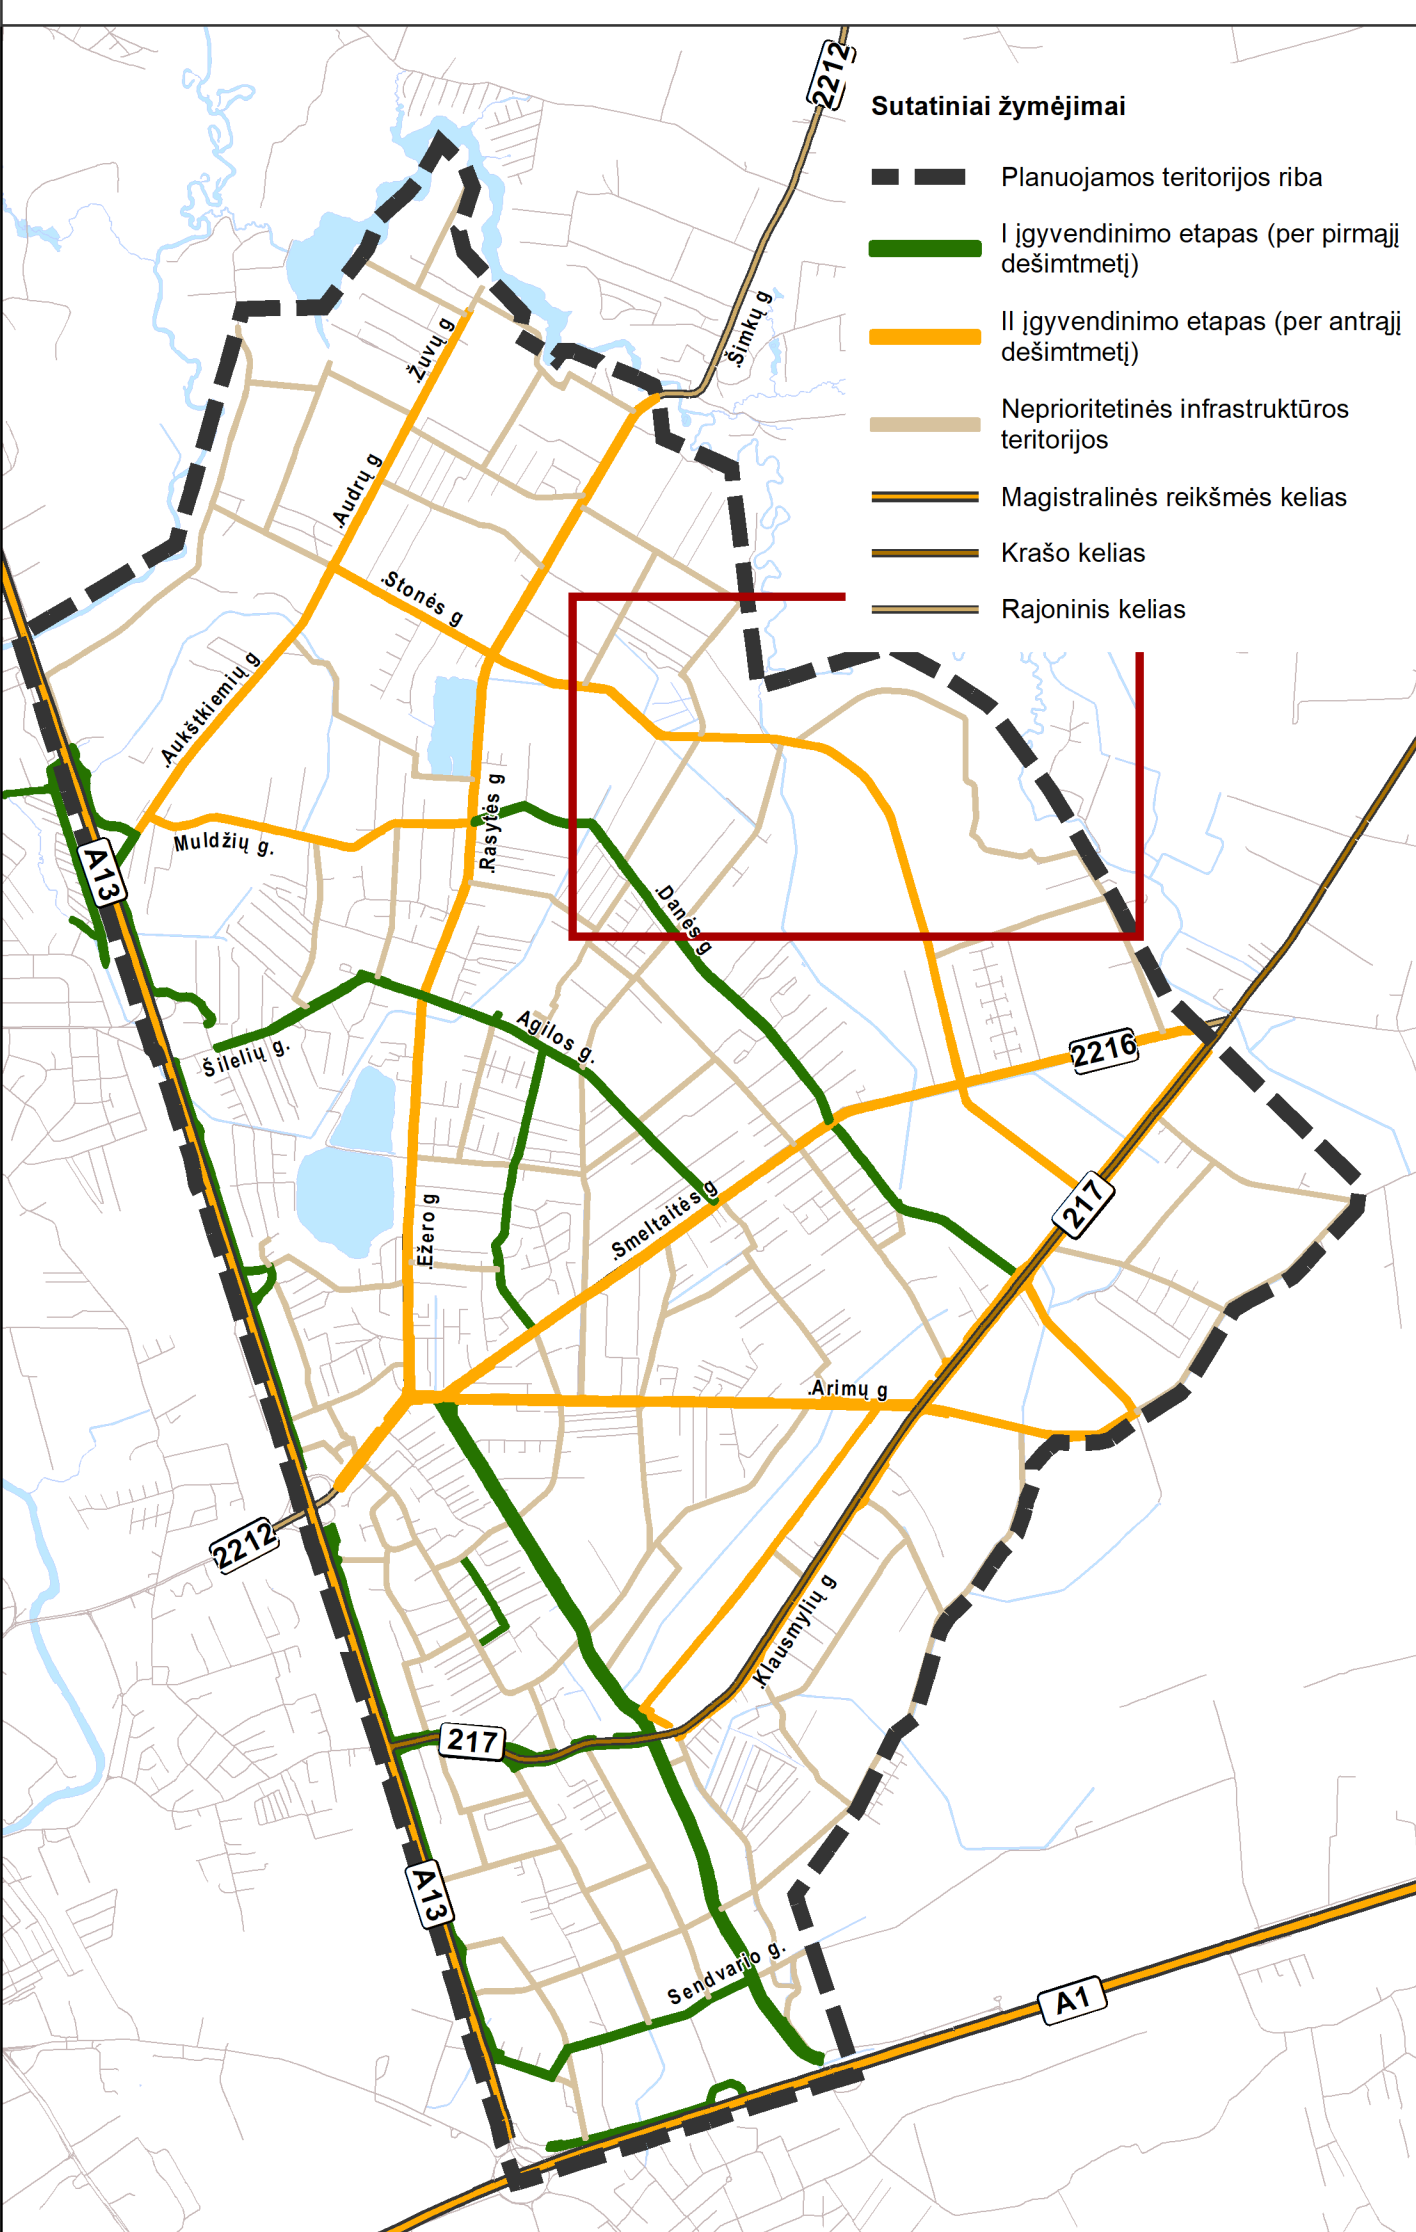 2212
Sutatiniai žymėjimai
Planuojamos teritorijos riba
I įgyvendinimo etapas (per pirmąjį
dešimtmetį)
II įgyvendinimo etapas (per antrąjį
dešimtmetį)
Neprioritetinės infrastruktūros
teritorijos
Magistralinės reikšmės kelias
Krašo kelias
Rajoninis kelias
.Šimkų g
.Žuvų g
.Audrų g
.Stonės g
.Aukštkiemių g
.Rasytės g
Muldžių g.
A13
.Danės g
Agilos g.
Šilelių g.
2216
217
.Smeltaitės g
.Ežero g
.Arimų g
2212
.Klausmylių g
217
A13
Sendvario g.
A1